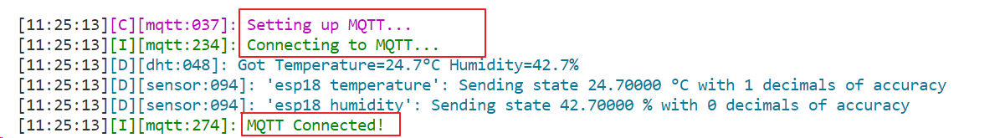 [11:25:13][C][mqtt:037]: Setting up MQTT...
[11:25:13][I][mqtt:234]: Connecting to MQTT...
[11:25:13][D][dht:048]: Got Temperature=24.7°C Humidity=42.7%
[11:25:13][D][sensor:094]: 'esp18 temperature': Sending state 24.70000 °C with 1 decimals of accuracy
[11:25:13][D][sensor:094]: 'esp18 humidity': Sending state 42.70000 % with 0 decimals of accuracy
[11:25:13][I][mqtt:274]: MQTT Connected!